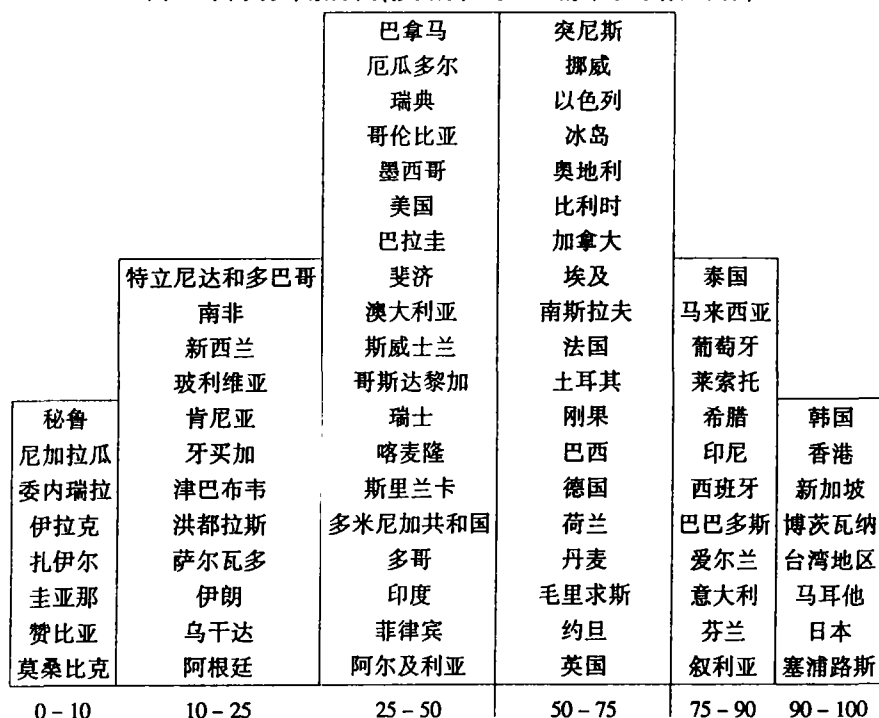 巴拿马 突尼斯
厄瓜多尔 挪威
瑞典 以色列
哥伦比亚 冰岛
墨西哥 奥地利
美国 比利时
巴拉圭 加拿大
特立尼达和多巴哥 斐济 埃及 泰国
南非 澳大利亚 南斯拉夫 马来西亚
新西兰 斯威士兰 法国 葡萄牙
玻利维亚 哥斯达黎加 土耳其 莱索托
秘鲁 肯尼亚 瑞士 刚果 希腊 韩国
尼加拉瓜 牙买加 喀麦隆 巴西 印尼 香港
委内瑞拉 津巴布韦 斯里兰卡 德国 西班牙 新加坡
伊拉克 洪都拉斯 多米尼加共和国 荷兰 巴巴多斯 博茨瓦纳
扎伊尔 萨尔瓦多 多哥 丹麦 爱尔兰 台湾地区
圭亚那 伊朗 印度 毛里求斯 意大利 马耳他
赞比亚 乌干达 菲律宾 约旦 芬兰 日本
莫桑比克 阿根廷 阿尔及利亚 英国 叙利亚 塞浦路斯
0-10 10-25 25-50 50-75 75-90 90-100